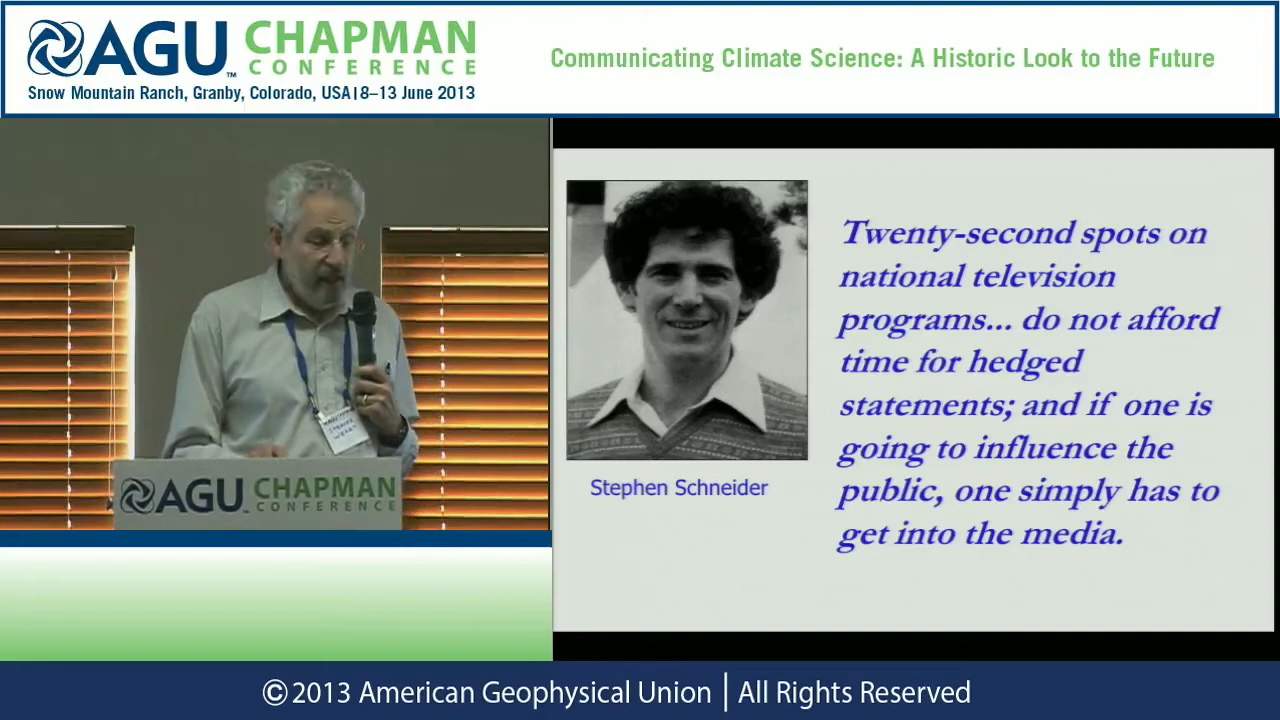 AGU CHAPMAN
CONFERENCE
Snow Mountain Ranch, Granby, Colorado, USA|8–13 June 2013
Communicating Climate Science: A Historic Look to the Future
SPENCER
WEART
AGU CHAPMAN
CONFERENCE
Stephen Schneider
Twenty-second spots on
national television
programs... do not afford
time for hedged
statements; and if one is
going to influence the
public, one simply has to
get into the media.
©2013 American Geophysical Union | All Rights Reserved